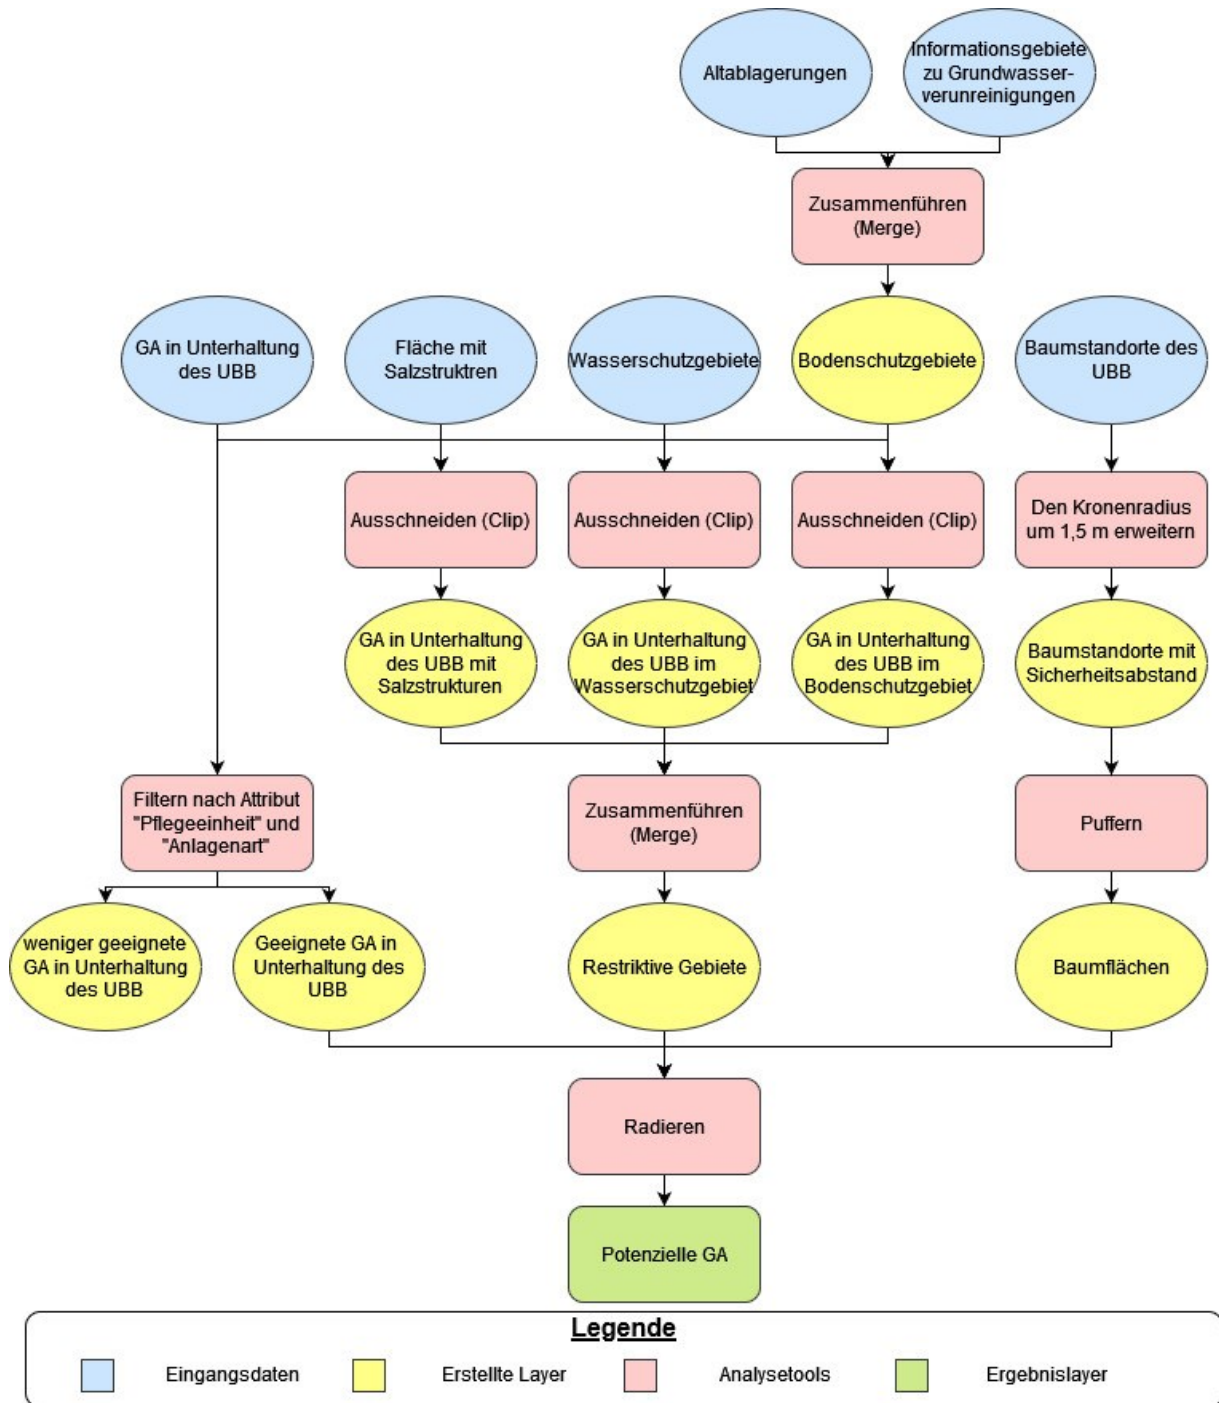 Altablagerungen
Informationsgebiete
zu Grundwasser-
verunreinigungen
Zusammenführen
(Merge)
GA in Unterhaltung
des UBB
Fläche mit
Salzstruktren
Wasserschutzgebiete
Bodenschutzgebiete
Baumstandorte des
UBB
Ausschneiden (Clip)
Ausschneiden (Clip)
Ausschneiden (Clip)
Den Kronenradius
um 1,5 m erweitern
GA in Unterhaltung
des UBB mit
Salzstrukturen
GA in Unterhaltung
des UBB im
Wasserschutzgebiet
GA in Unterhaltung
des UBB im
Bodenschutzgebiet
Baumstandorte mit
Sicherheitsabstand
Filtern nach Attribut
"Pflegeeinheit" und
"Anlagenart"
Zusammenführen
(Merge)
Puffern
weniger geeignete
GA in Unterhaltung
des UBB
Geeignete GA in
Unterhaltung des
UBB
Restriktive Gebiete
Baumflächen
Radieren
Potenzielle GA
Legende
Eingangsdaten
Erstellte Layer
Analysetools
Ergebnislayer